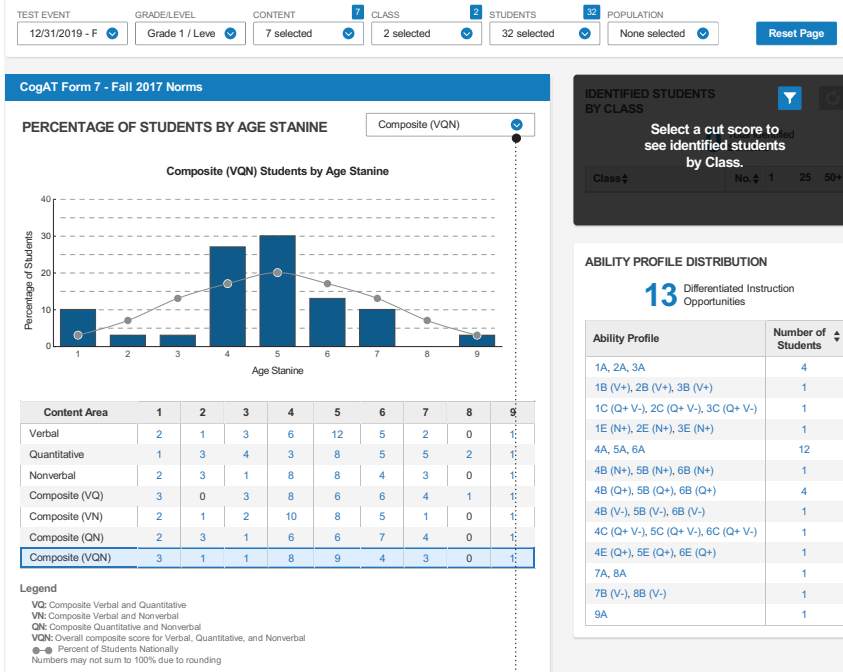 TEST EVENT GRADE/LEVEL CONTENT 7 CLASS 2 STUDENTS 32 POPULATION
12/31/2019 - F Grade 1 / Leve 7 selected 2 selected 32 selected None selected Reset Page
CogAT Form 7 - Fall 2017 Norms
PERCENTAGE OF STUDENTS BY AGE STANINE Composite (VQN)
Composite (VQN) Students by Age Stanine
Percentage of Students
40
30
20
10
0
1 2 3 4 5 6 7 8 9
Age Stanine
Content Area 1 2 3 4 5 6 7 8 9
Verbal 2 1 3 6 12 5 2 0 1
Quantitative 1 3 4 3 8 5 5 2 1
Nonverbal 2 3 1 8 8 4 3 0 1
Composite (VQ) 3 0 3 8 6 6 4 1 1
Composite (VN) 2 1 2 10 8 5 1 0 1
Composite (QN) 2 3 1 6 6 7 4 0 1
Composite (VQN) 3 1 1 8 9 4 3 0 1
Legend
VQ: Composite Verbal and Quantitative
VN: Composite Verbal and Nonverbal
QN: Composite Quantitative and Nonverbal
VQN: Overall composite score for Verbal, Quantitative, and Nonverbal
Percent of Students Nationally
Numbers may not sum to 100% due to rounding
IDENTIFIED STUDENTS
BY CLASS
Select a cut score to
see identified students
by Class.
Class No. 1 25 50+
ABILITY PROFILE DISTRIBUTION
13 Differentiated Instruction
Opportunities
Ability Profile Number of
Students
1A, 2A, 3A 4
1B (V+), 2B (V+), 3B (V+) 1
1C (Q+ V-), 2C (Q+ V-), 3C (Q+ V-) 1
1E (N+), 2E (N+), 3E (N+) 1
4A, 5A, 6A 12
4B (N+), 5B (N+), 6B (N+) 1
4B (Q+), 5B (Q+), 6B (Q+) 4
4B (V-), 5B (V-), 6B (V-) 1
4C (Q+ V-), 5C (Q+ V-), 6C (Q+ V-) 1
4E (Q+), 5E (Q+), 6E (Q+) 1
7A, 8A 1
7B (V-), 8B (V-) 1
9A 1